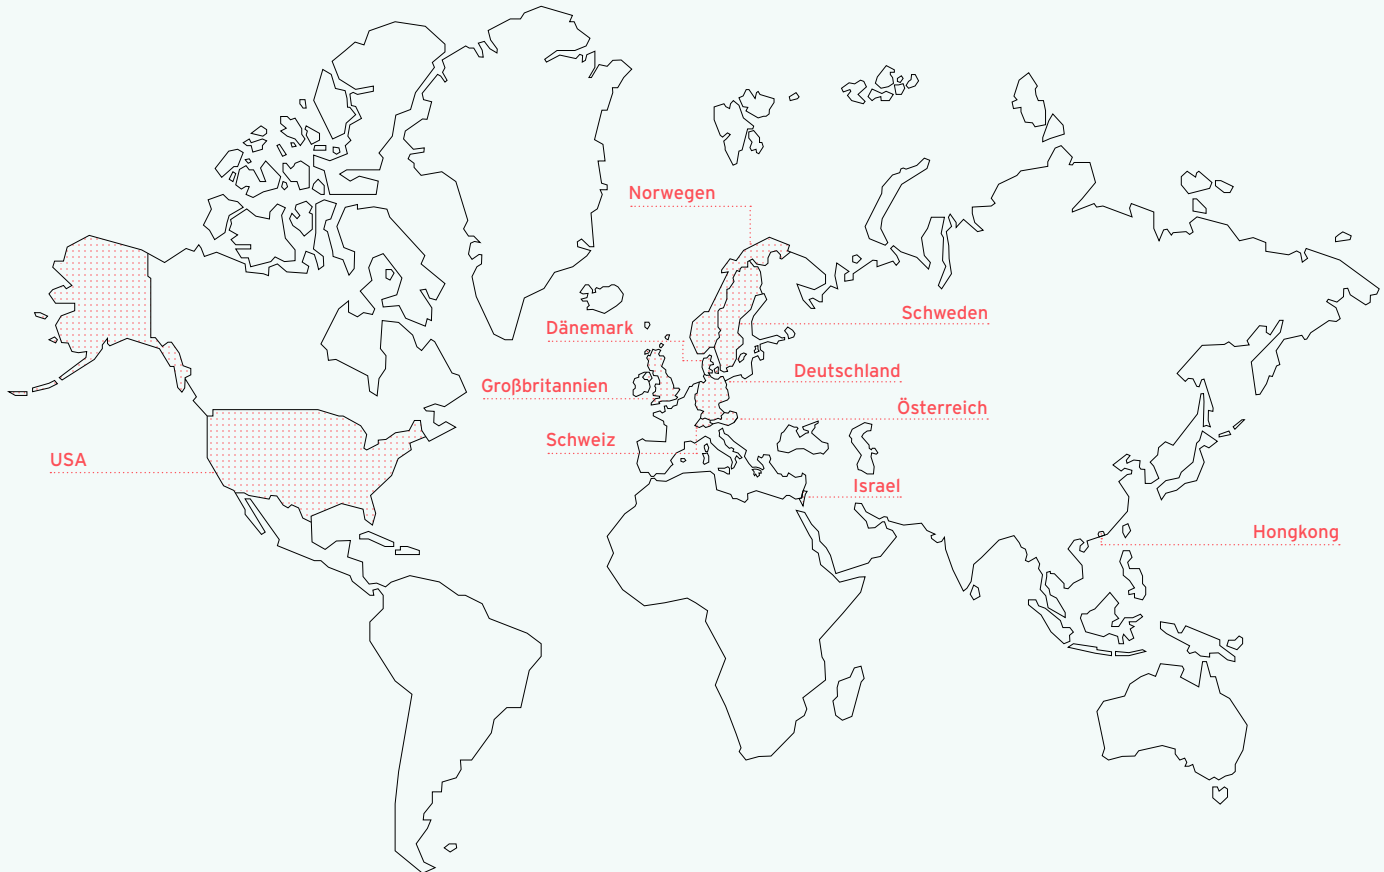 Norwegen
Schweden
Dänemark
Deutschland
Großbritannien
Österreich
Schweiz
USA
Israel
Hongkong